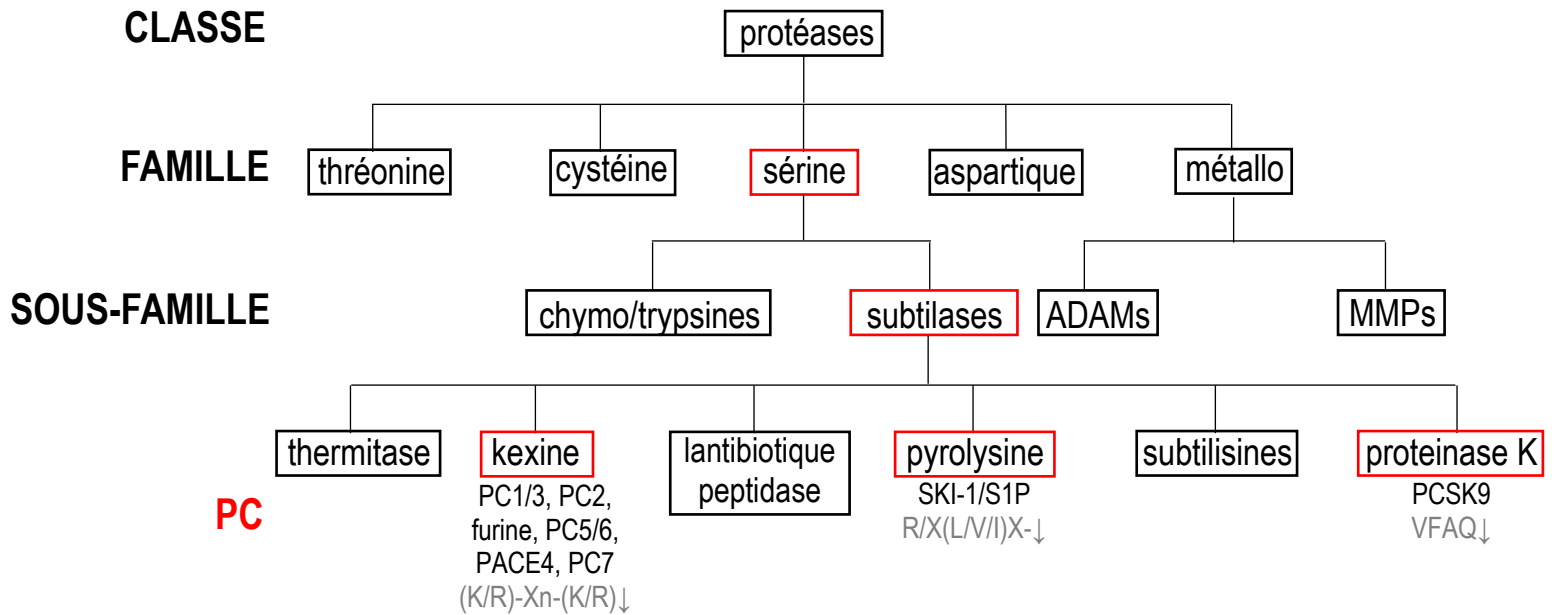 CLASSE
protéases
FAMILLE
thréonine
cystéine
sérine
aspartique
métallo
SOUS-FAMILLE
chymo/trypsines
subtilases
ADAMs
MMPs
thermitase
kexine
lantibiotique
peptidase
pyrolysine
subtilisines
proteinase K
PC
PC1/3, PC2,
furine, PC5/6,
PACE4, PC7
(K/R)-Xn-(K/R)↓
SKI-1/S1P
R/X(L/V/I)X-↓
PCSK9
VFAQ↓